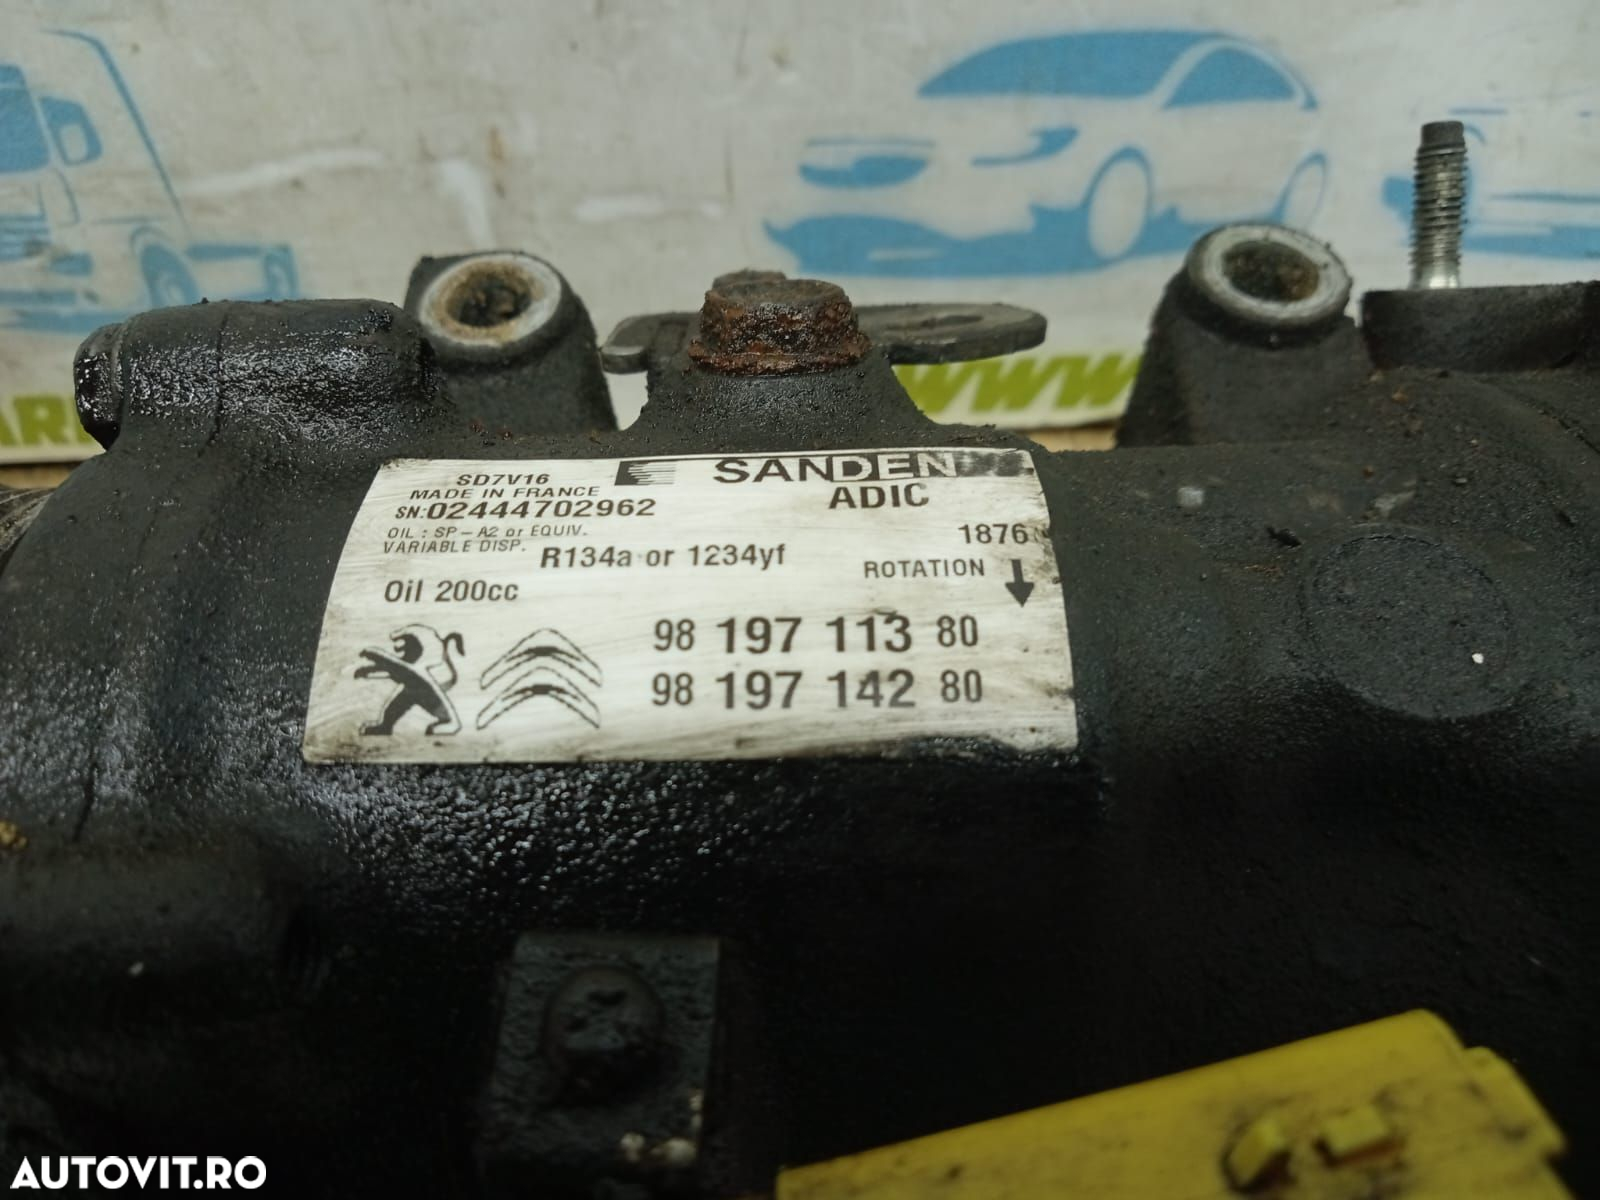 WWW
SD7V16
SANDEN
MADE IN FRANCE
ADIC
SN:02444702962
OIL : SP-A2 or EQUIV.
1876
VARIABLE DISP.
R134a or 1234yf
ROTATION
Oil 200cc
98 197 113 80
98 197 142 80
AUTOVIT.RO